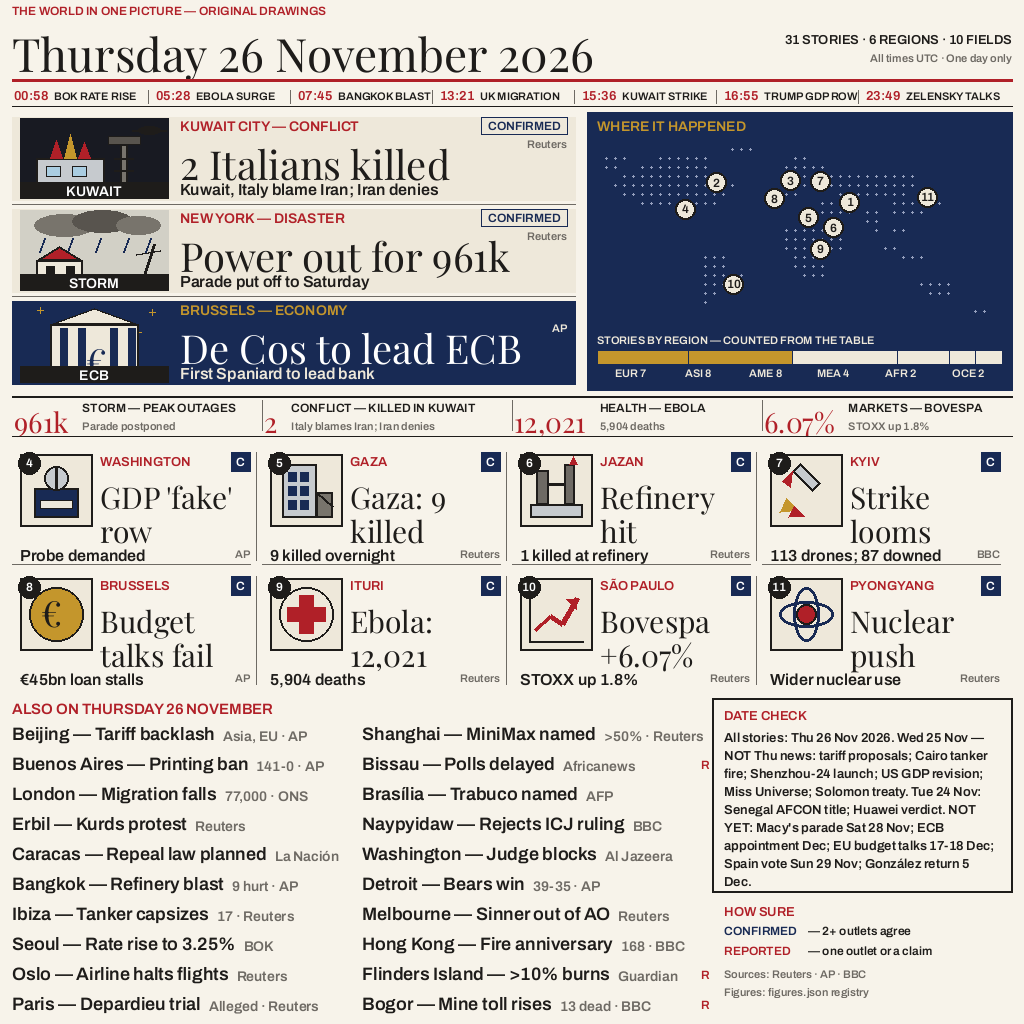 THE WORLD IN ONE PICTURE — ORIGINAL DRAWINGS
Thursday 26 November 2026
31 STORIES · 6 REGIONS · 10 FIELDS
All times UTC · One day only
00:58 BOK RATE RISE
05:28 EBOLA SURGE
07:45 BANGKOK BLAST
13:21 UK MIGRATION
15:36 KUWAIT STRIKE
16:55 TRUMP GDP ROW
23:49 ZELENSKY TALKS
KUWAIT
KUWAIT CITY — CONFLICT
CONFIRMED
Reuters
2 Italians killed
Kuwait, Italy blame Iran; Iran denies
STORM
NEW YORK — DISASTER
CONFIRMED
Reuters
Power out for 961k
Parade put off to Saturday
€
ECB
BRUSSELS — ECONOMY
AP
De Cos to lead ECB
First Spaniard to lead bank
WHERE IT HAPPENED
2
3
7
11
8
1
4
5
6
9
10
STORIES BY REGION — COUNTED FROM THE TABLE
EUR 7
ASI 8
AME 8
MEA 4
AFR 2
OCE 2
961k
STORM — PEAK OUTAGES
Parade postponed
2
CONFLICT — KILLED IN KUWAIT
Italy blames Iran; Iran denies
12,021
HEALTH — EBOLA
5,904 deaths
6.07%
MARKETS — BOVESPA
STOXX up 1.8%
4
WASHINGTON
C
GDP 'fake'
row
Probe demanded
AP
5
GAZA
C
Gaza: 9
killed
9 killed overnight
Reuters
6
JAZAN
C
Refinery
hit
1 killed at refinery
Reuters
7
KYIV
C
Strike
looms
113 drones; 87 downed
BBC
8
€
BRUSSELS
C
Budget
talks fail
€45bn loan stalls
AP
9
ITURI
C
Ebola:
12,021
5,904 deaths
Reuters
10
SÃO PAULO
C
Bovespa
+6.07%
STOXX up 1.8%
Reuters
11
PYONGYANG
C
Nuclear
push
Wider nuclear use
Reuters
ALSO ON THURSDAY 26 NOVEMBER
Beijing — Tariff backlash Asia, EU · AP
Buenos Aires — Printing ban 141-0 · AP
London — Migration falls 77,000 · ONS
Erbil — Kurds protest Reuters
Caracas — Repeal law planned La Nación
Bangkok — Refinery blast 9 hurt · AP
Ibiza — Tanker capsizes 17 · Reuters
Seoul — Rate rise to 3.25% BOK
Oslo — Airline halts flights Reuters
Paris — Depardieu trial Alleged · Reuters
Shanghai — MiniMax named >50% · Reuters
Bissau — Polls delayed Africanews R
Brasília — Trabuco named AFP
Naypyidaw — Rejects ICJ ruling BBC
Washington — Judge blocks Al Jazeera
Detroit — Bears win 39-35 · AP
Melbourne — Sinner out of AO Reuters
Hong Kong — Fire anniversary 168 · BBC
Flinders Island — >10% burns Guardian R
Bogor — Mine toll rises 13 dead · BBC R
DATE CHECK
All stories: Thu 26 Nov 2026. Wed 25 Nov —
NOT Thu news: tariff proposals; Cairo tanker
fire; Shenzhou-24 launch; US GDP revision;
Miss Universe; Solomon treaty. Tue 24 Nov:
Senegal AFCON title; Huawei verdict. NOT
YET: Macy's parade Sat 28 Nov; ECB
appointment Dec; EU budget talks 17-18 Dec;
Spain vote Sun 29 Nov; González return 5
Dec.
HOW SURE
CONFIRMED — 2+ outlets agree
REPORTED — one outlet or a claim
Sources: Reuters · AP · BBC
Figures: figures.json registry